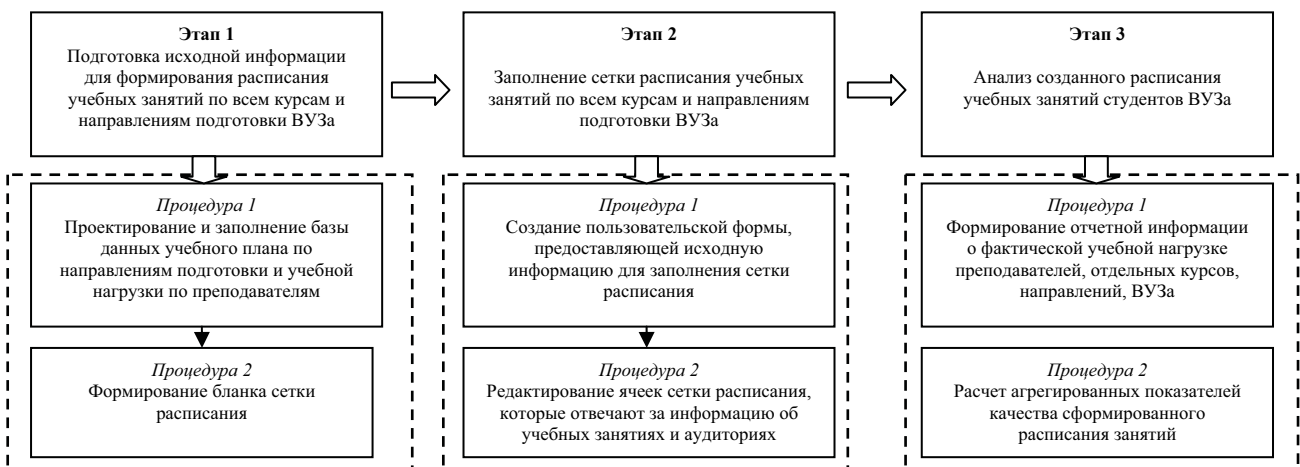 Этап 1
Подготовка исходной информации
для формирования расписания
учебных занятий по всем курсам и
направлениям подготовки ВУЗа
Этап 2
Заполнение сетки расписания учебных
занятий по всем курсам и направлениям
подготовки ВУЗа
Этап 3
Анализ созданного расписания
учебных занятий студентов ВУЗа
Процедура 1
Проектирование и заполнение базы
данных учебного плана по
направлениям подготовки и учебной
нагрузки по преподавателям
Процедура 1
Создание пользовательской формы,
предоставляющей исходную
информацию для заполнения сетки
расписания
Процедура 1
Формирование отчетной информации
о фактической учебной нагрузке
преподавателей, отдельных курсов,
направлений, ВУЗа
Процедура 2
Формирование бланка сетки
расписания
Процедура 2
Редактирование ячеек сетки расписания,
которые отвечают за информацию об
учебных занятиях и аудиториях
Процедура 2
Расчет агрегированных показателей
качества сформированного
расписания занятий